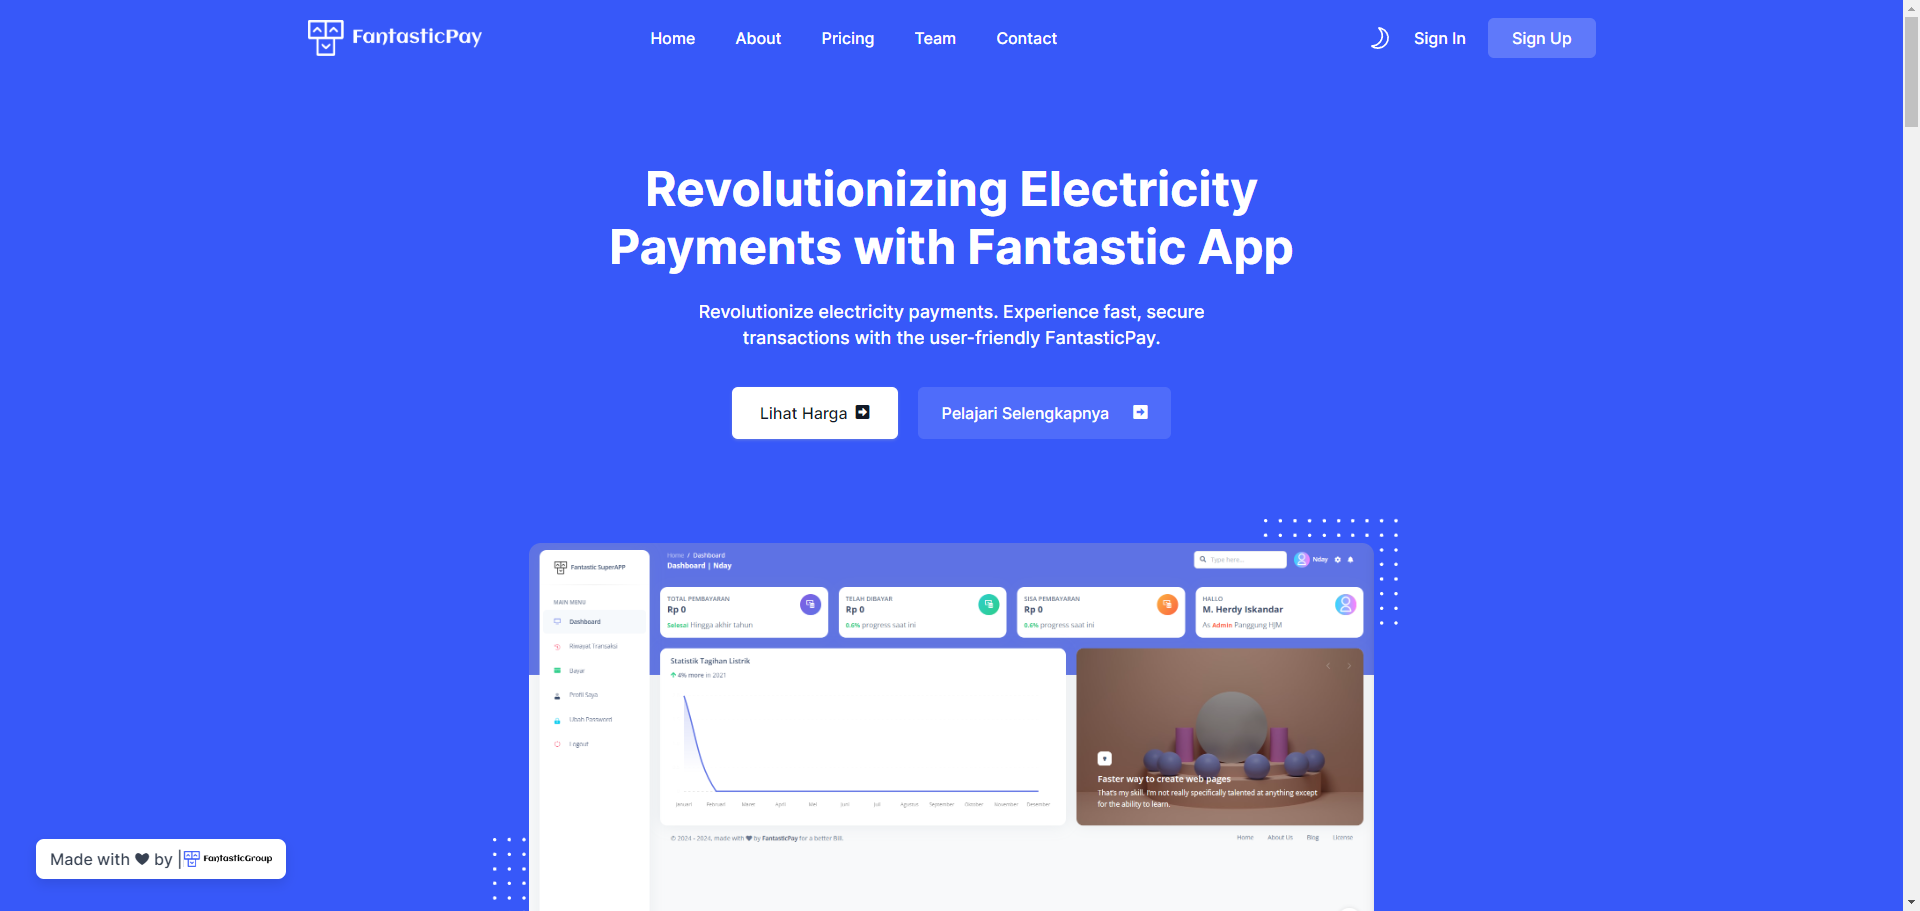 FantasticPay
Home
About
Pricing
Team
Contact
Sign In
Sign Up
Revolutionizing Electricity
Payments with Fantastic App
Revolutionize electricity payments. Experience fast, secure
transactions with the user-friendly FantasticPay.
Lihat Harga
Pelajari Selengkapnya
Fantastic SuperAPP
MAIN MENU
Dashboard
Riwayat Transaksi
Bayar
Profil Saya
Ubah Password
Logout
Home / Dashboard
Dashboard | Nday
Type here...
Nday
TOTAL PEMBAYARAN
Rp 0
Selesai Hingga akhir tahun
TELAH DIBAYAR
Rp 0
0.6% progress saat ini
SISA PEMBAYARAN
Rp 0
0.6% progress saat ini
HALLO
M. Herdy Iskandar
As Admin Panggung HJM
Statistik Tagihan Listrik
4% more in 2021
Januari Februari Maret April Mei Juni Jul Agustus September Oktober November Desember
Faster way to create web pages
That's my skill. I'm not really specifically talented at anything except
for the ability to learn.
© 2024 - 2024, made with ♥ by FantasticPay for a better Bill.
Home
About Us
Blog
License
Made with ♥ by | FantasticGroup